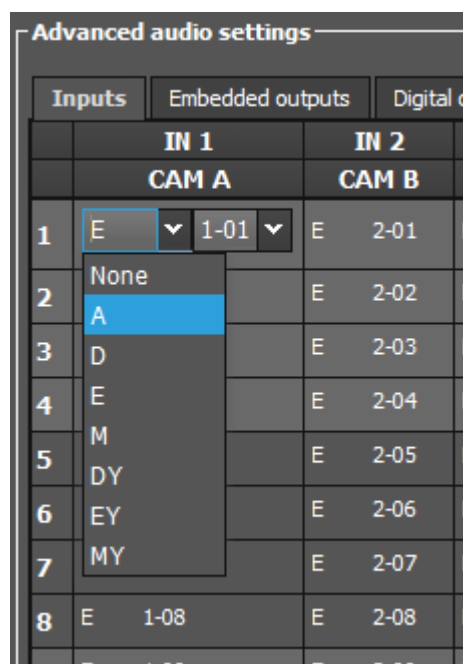 Advanced audio settings
Inputs Embedded outputs Digital
IN 1 IN 2
CAM A CAM B
1 E 1-01 E 2-01
None
2 E 2-02
A
3 D E 2-03
4 E E 2-04
M
5 E 2-05
DY
6 EY E 2-06
7 MY E 2-07
8 E 1-08 E 2-08